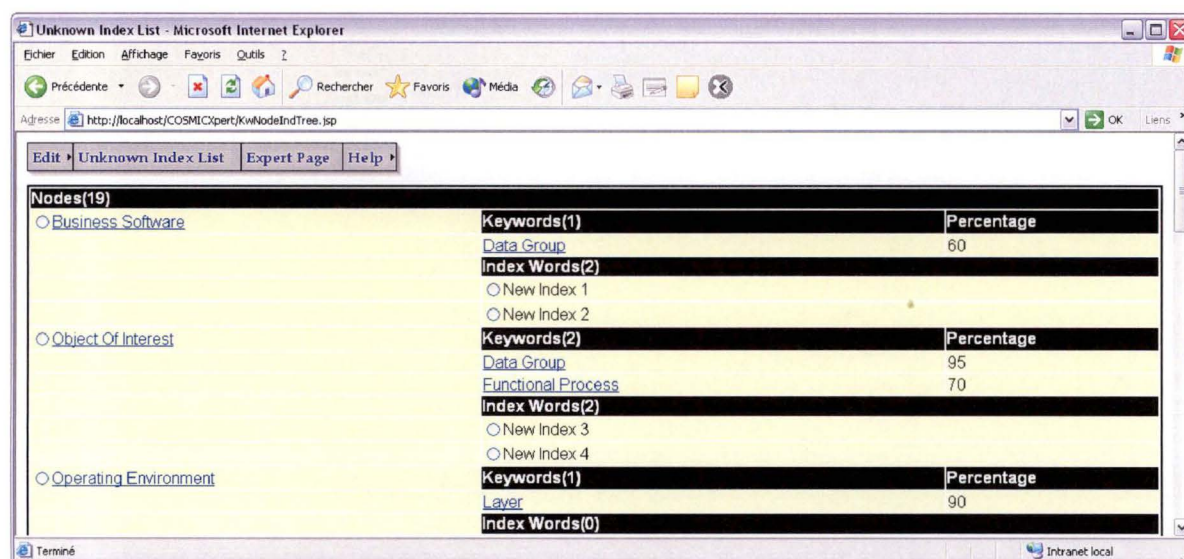 Unknown Index List - Microsoft Internet Explorer
Fichier Edition Affichage Favoris Outils ?
Précédente Rechercher Favoris Média
Adresse http://localhost/COSMICXpert/KwNodeIndTree.jsp OK Liens »
Edit Unknown Index List Expert Page Help
Nodes(19)
Business Software Keywords(1) Percentage
Data Group 60
Index Words(2)
New Index 1
New Index 2
Object Of Interest Keywords(2) Percentage
Data Group 95
Functional Process 70
Index Words(2)
New Index 3
New Index 4
Operating Environment Keywords(1) Percentage
Layer 90
Index Words(0)
Terminé Intranet local